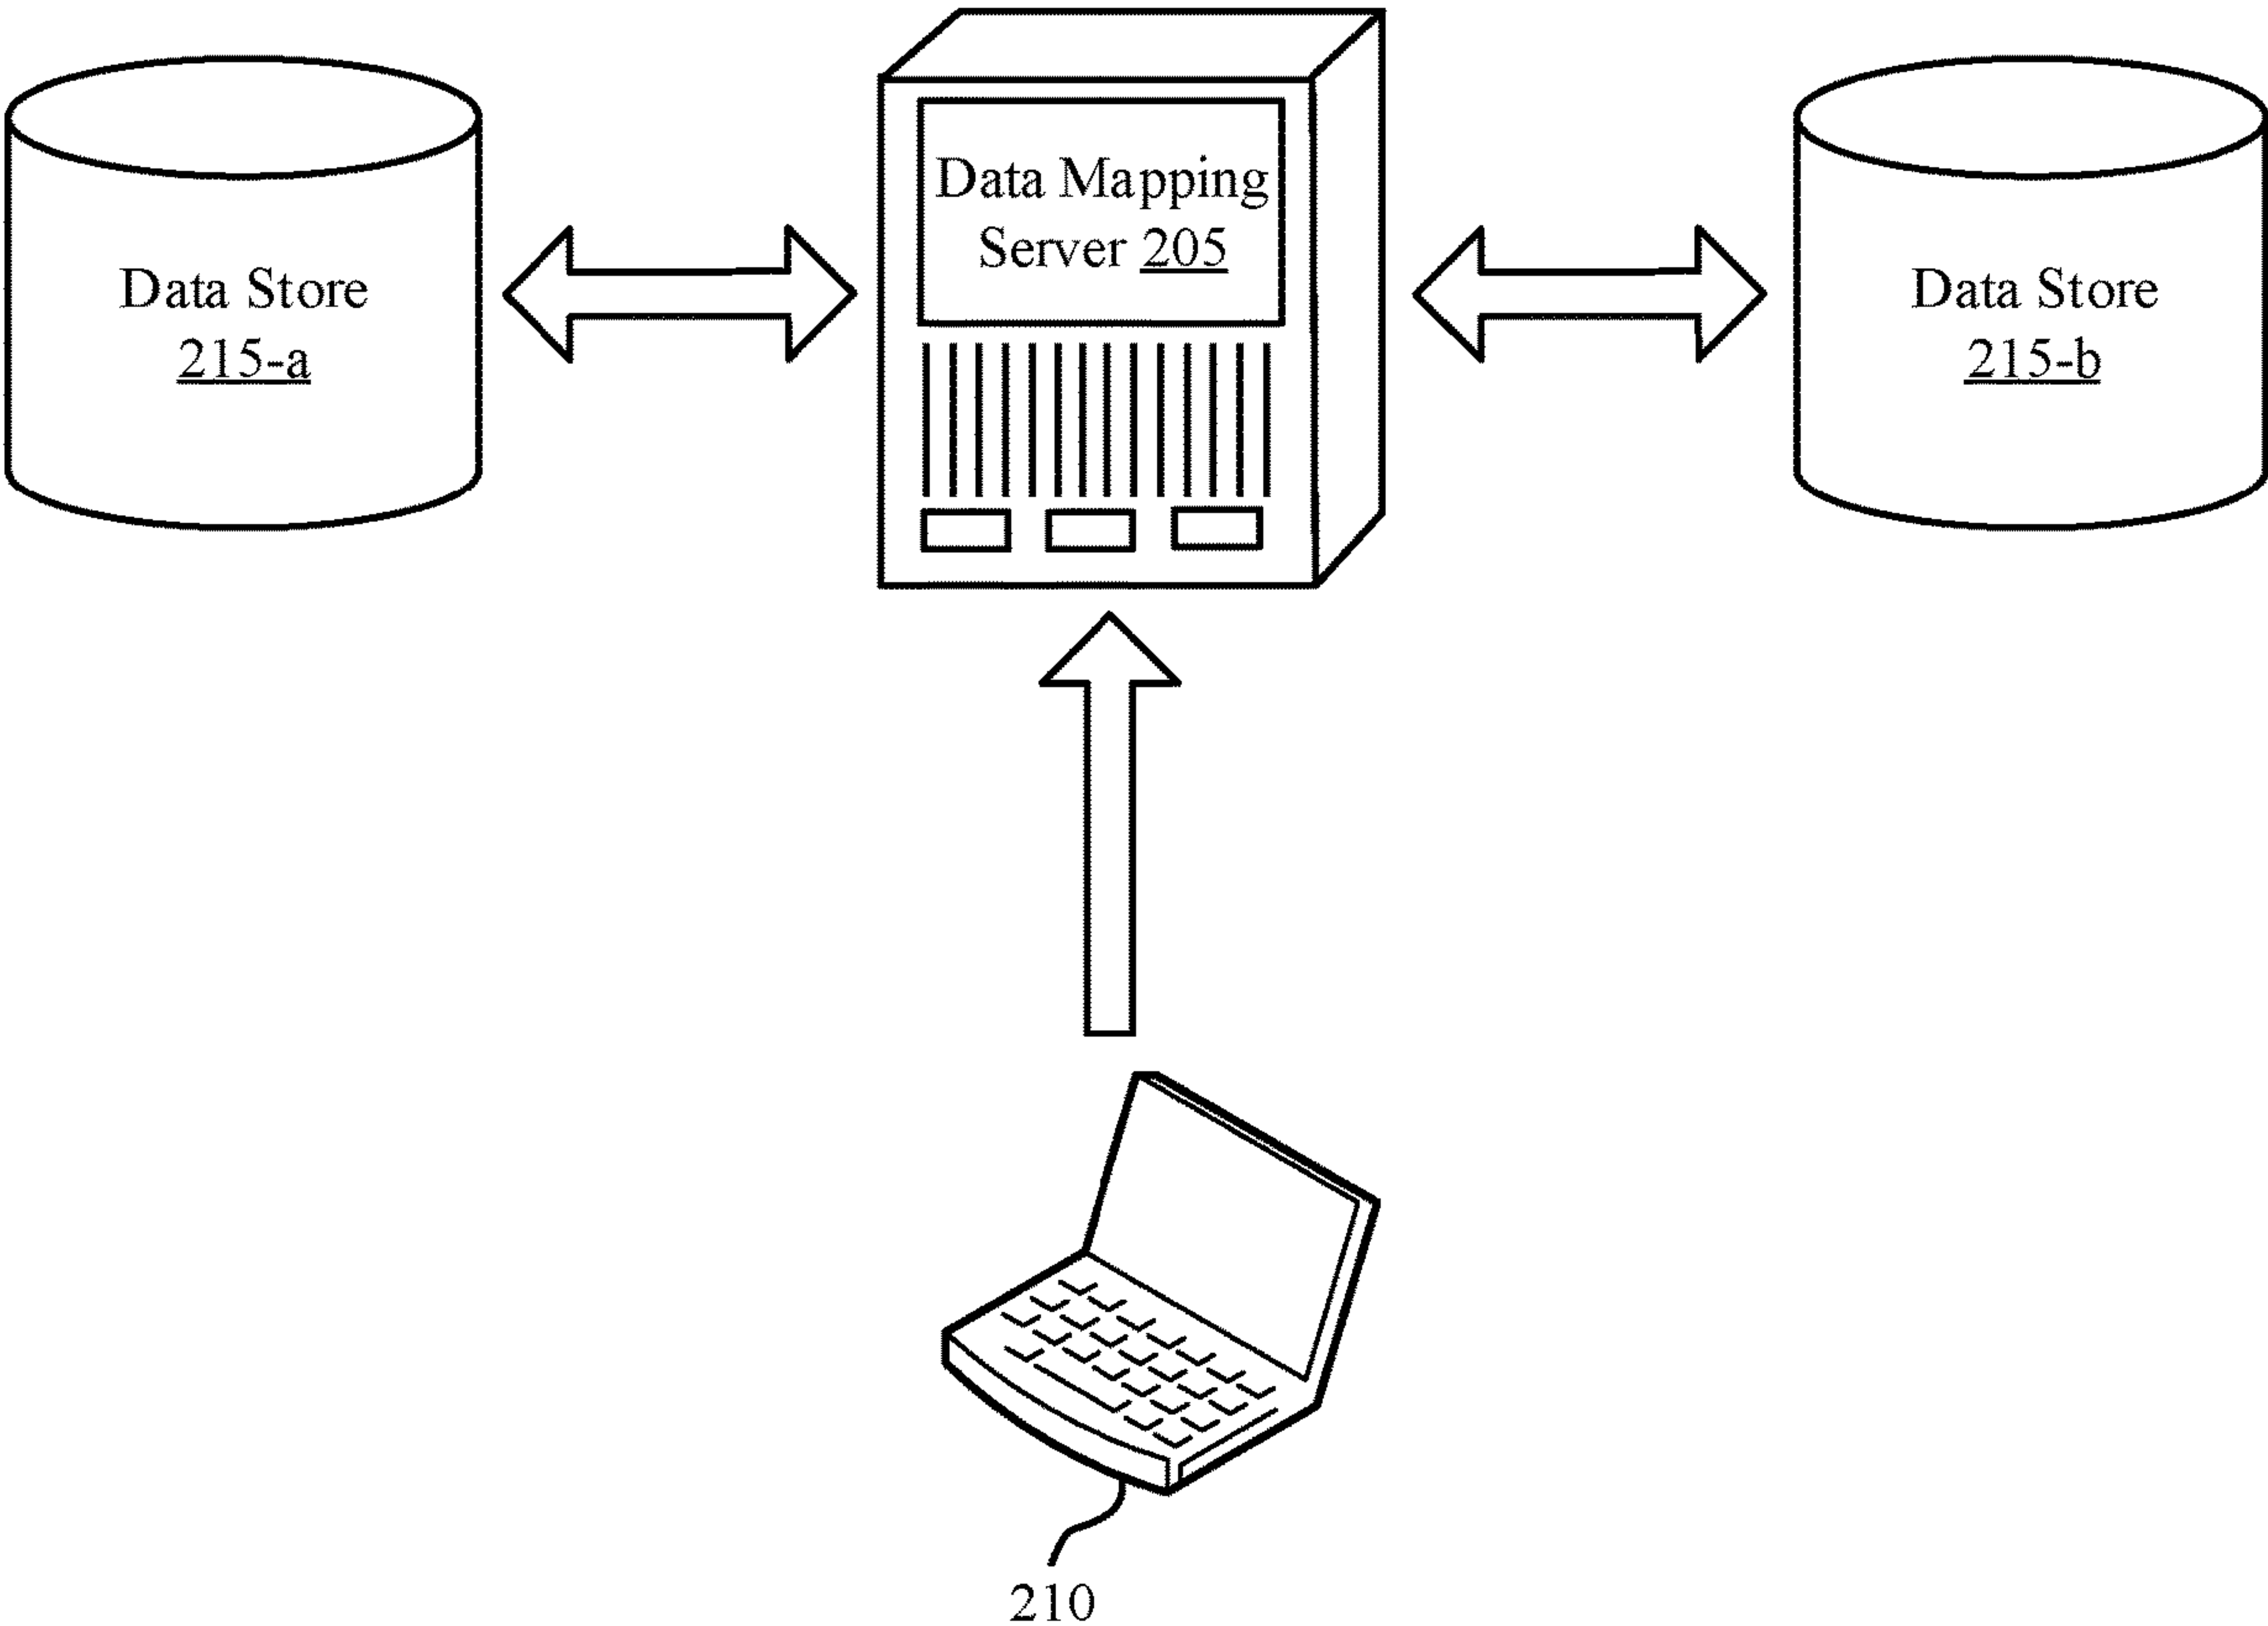 Data Mapping
Server 205
Data Store
215-a
Data Store
215-b
210